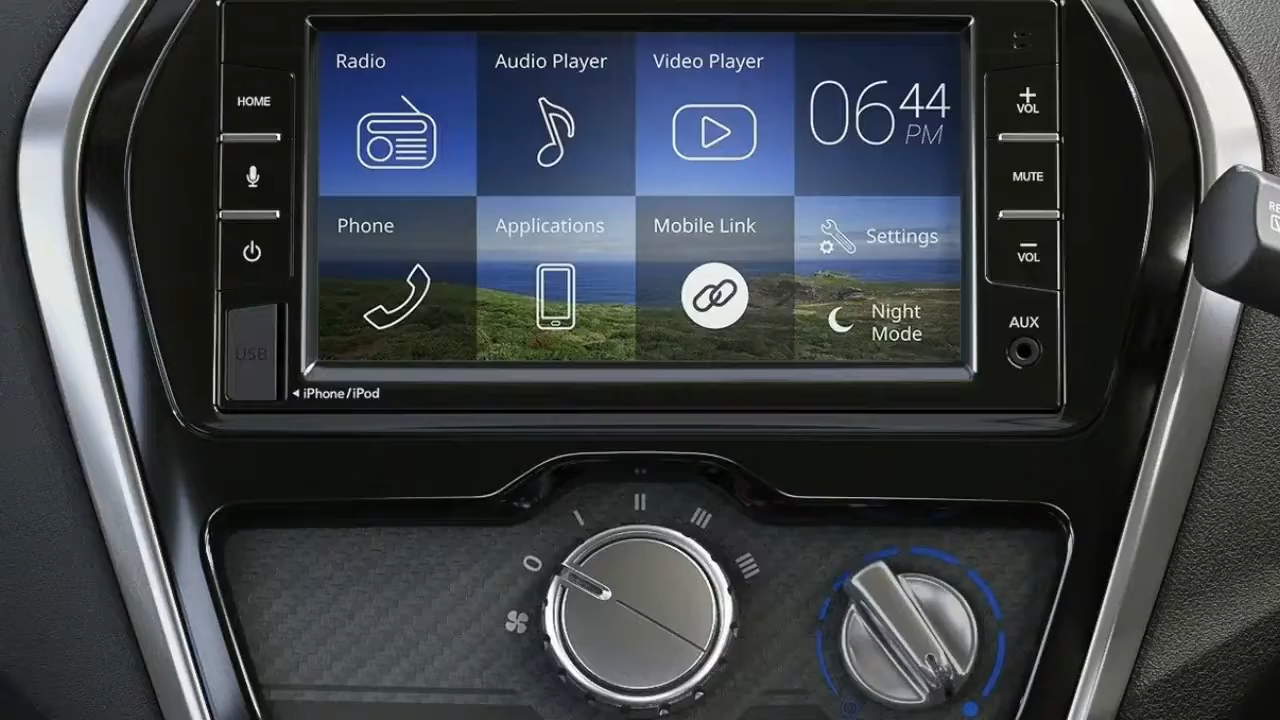 Radio
Audio Player
Video Player
06 44
PM
HOME
+
VOL
MUTE
Phone
Applications
Mobile Link
Settings
Night
Mode
−
VOL
AUX
USB
◄ iPhone/iPod
0
I
II
III
IIII